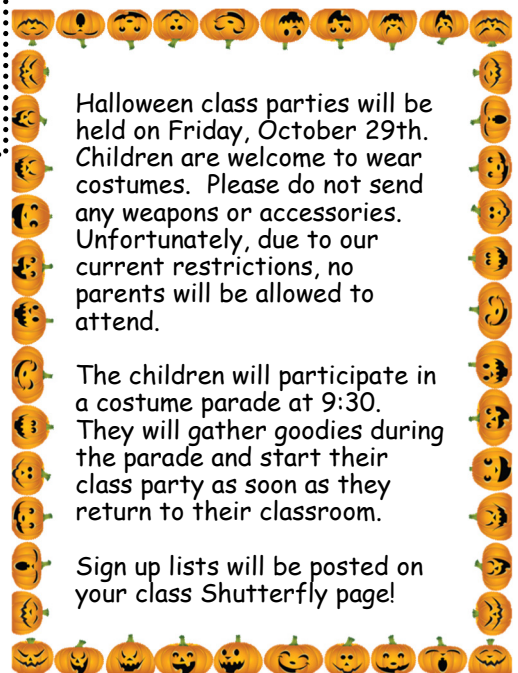 Halloween class parties will be
held on Friday, October 29th.
Children are welcome to wear
costumes.  Please do not send
any weapons or accessories.
Unfortunately, due to our
current restrictions, no
parents will be allowed to
attend.

The children will participate in
a costume parade at 9:30.
They will gather goodies during
the parade and start their
class party as soon as they
return to their classroom.

Sign up lists will be posted on
your class Shutterfly page!